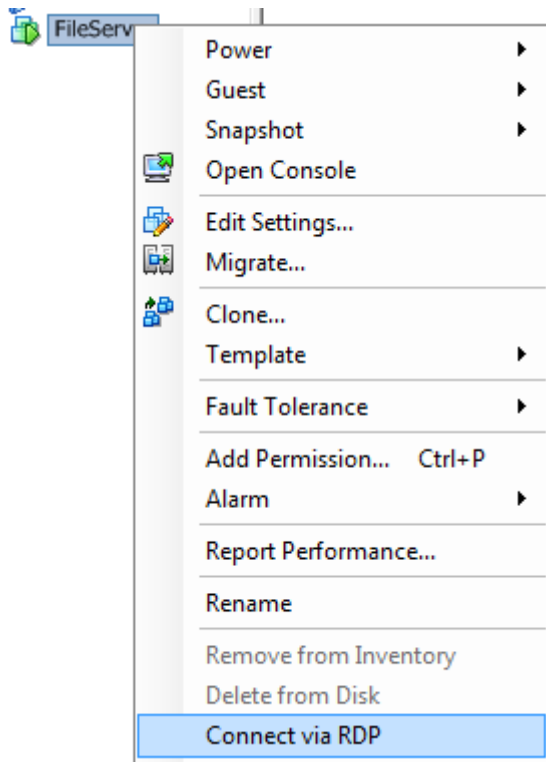 FileServ
Power
Guest
Snapshot
Open Console
Edit Settings...
Migrate...
Clone...
Template
Fault Tolerance
Add Permission... Ctrl+P
Alarm
Report Performance...
Rename
Remove from Inventory
Delete from Disk
Connect via RDP